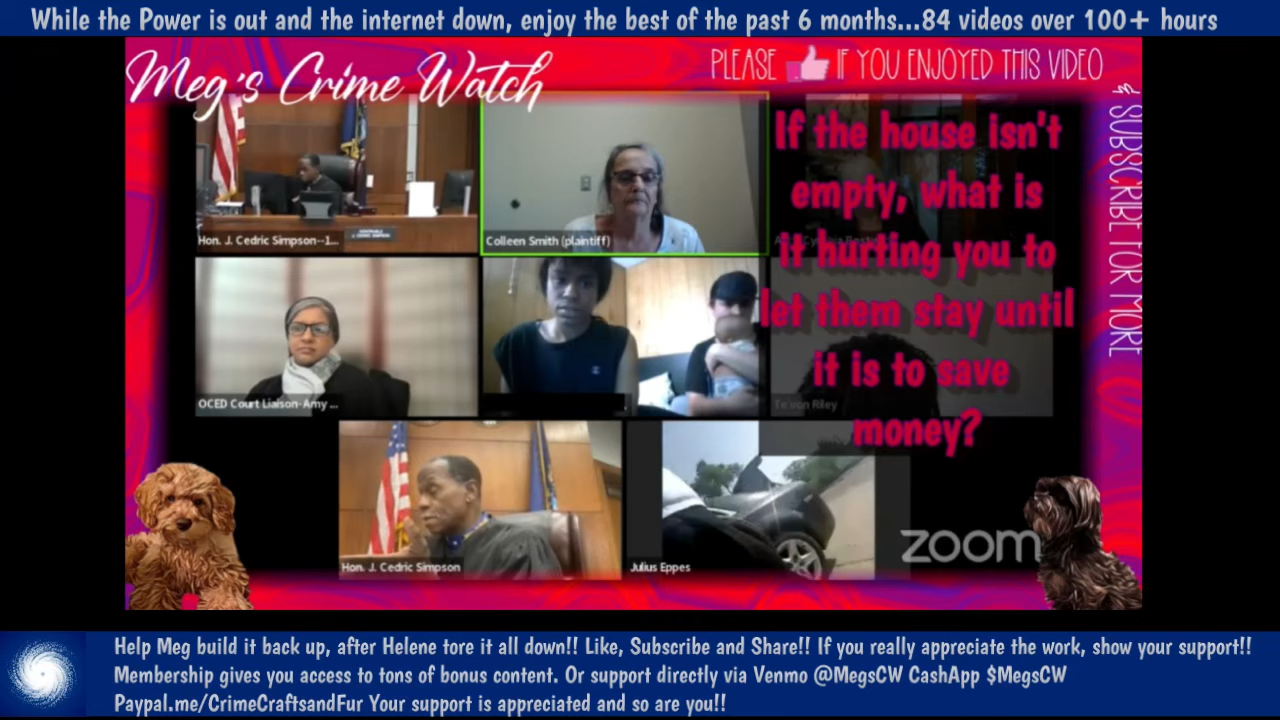 While the Power is out and the internet down, enjoy the best of the past 6 months...84 videos over 100+ hours
Meg's Crime Watch
PLEASE IF YOU ENJOYED THIS VIDEO
& SUBSCRIBE FOR MORE
If the house isn't
empty, what is
it hurting you to
let them stay until
it is to save
money?
Hon. J. Cedric Simpson--1...
Colleen Smith (plaintiff)
OCED Court Liaison-Amy ...
Te'von Riley
Hon. J. Cedric Simpson
Julius Eppes
zoom
Help Meg build it back up, after Helene tore it all down!! Like, Subscribe and Share!! If you really appreciate the work, show your support!!
Membership gives you access to tons of bonus content. Or support directly via Venmo @MegsCW CashApp $MegsCW
Paypal.me/CrimeCraftsandFur Your support is appreciated and so are you!!